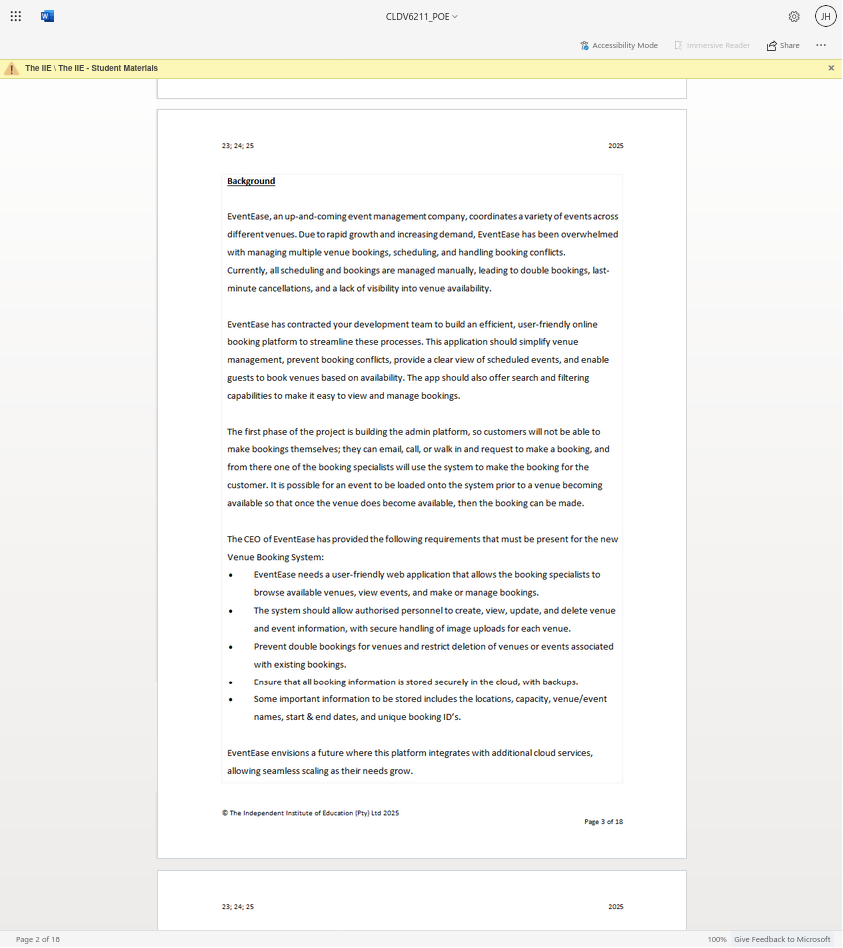 CLDV6211_POE
JH
Accessibility Mode
Immersive Reader
Share
The IIE \ The IIE - Student Materials
23; 24; 25 2025
Background
EventEase, an up-and-coming event management company, coordinates a variety of events across
different venues. Due to rapid growth and increasing demand, EventEase has been overwhelmed
with managing multiple venue bookings, scheduling, and handling booking conflicts.
Currently, all scheduling and bookings are managed manually, leading to double bookings, last-
minute cancellations, and a lack of visibility into venue availability.
EventEase has contracted your development team to build an efficient, user-friendly online
booking platform to streamline these processes. This application should simplify venue
management, prevent booking conflicts, provide a clear view of scheduled events, and enable
guests to book venues based on availability. The app should also offer search and filtering
capabilities to make it easy to view and manage bookings.
The first phase of the project is building the admin platform, so customers will not be able to
make bookings themselves; they can email, call, or walk in and request to make a booking, and
from there one of the booking specialists will use the system to make the booking for the
customer. It is possible for an event to be loaded onto the system prior to a venue becoming
available so that once the venue does become available, then the booking can be made.
The CEO of EventEase has provided the following requirements that must be present for the new
Venue Booking System:
• EventEase needs a user-friendly web application that allows the booking specialists to
browse available venues, view events, and make or manage bookings.
• The system should allow authorised personnel to create, view, update, and delete venue
and event information, with secure handling of image uploads for each venue.
• Prevent double bookings for venues and restrict deletion of venues or events associated
with existing bookings.
• Ensure that all booking information is stored securely in the cloud, with backups.
• Some important information to be stored includes the locations, capacity, venue/event
names, start & end dates, and unique booking ID's.
EventEase envisions a future where this platform integrates with additional cloud services,
allowing seamless scaling as their needs grow.
© The Independent Institute of Education (Pty) Ltd 2025
Page 3 of 18
23; 24; 25 2025
Page 2 of 18
100% Give Feedback to Microsoft